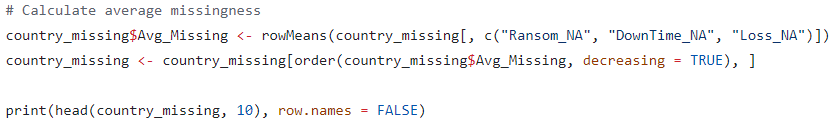 # Calculate average missingness
country_missing$Avg_Missing <- rowMeans(country_missing[, c("Ransom_NA", "DownTime_NA", "Loss_NA")])
country_missing <- country_missing[order(country_missing$Avg_Missing, decreasing = TRUE), ]
print(head(country_missing, 10), row.names = FALSE)